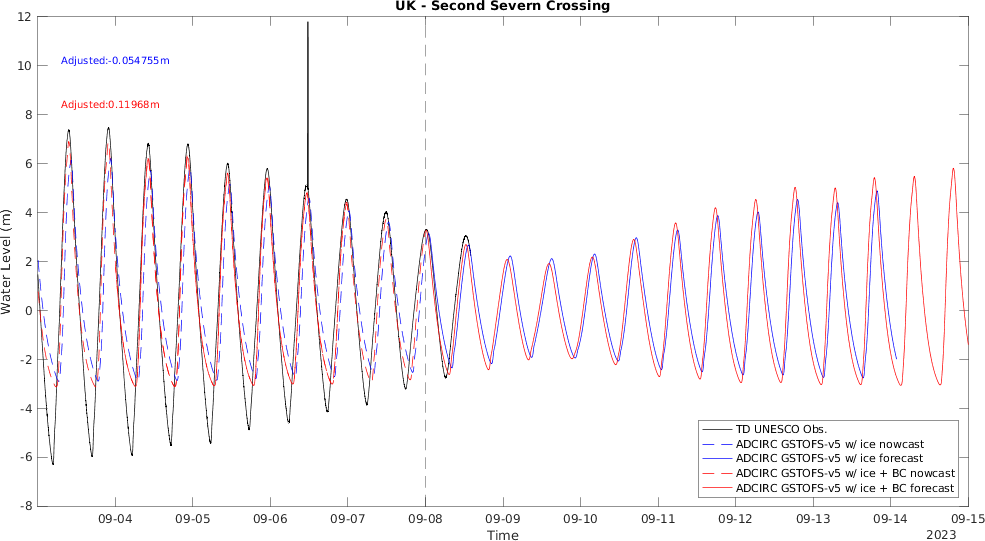 UK - Second Severn Crossing
12
10
8
6
4
2
0
-2
-4
-6
-8
Water Level (m)
Adjusted:-0.054755m
Adjusted:0.11968m
TD UNESCO Obs.
ADCIRC GSTOFS-v5 w/ ice nowcast
ADCIRC GSTOFS-v5 w/ ice forecast
ADCIRC GSTOFS-v5 w/ ice + BC nowcast
ADCIRC GSTOFS-v5 w/ ice + BC forecast
09-04 09-05 09-06 09-07 09-08 09-09 09-10 09-11 09-12 09-13 09-14 09-15
Time
2023